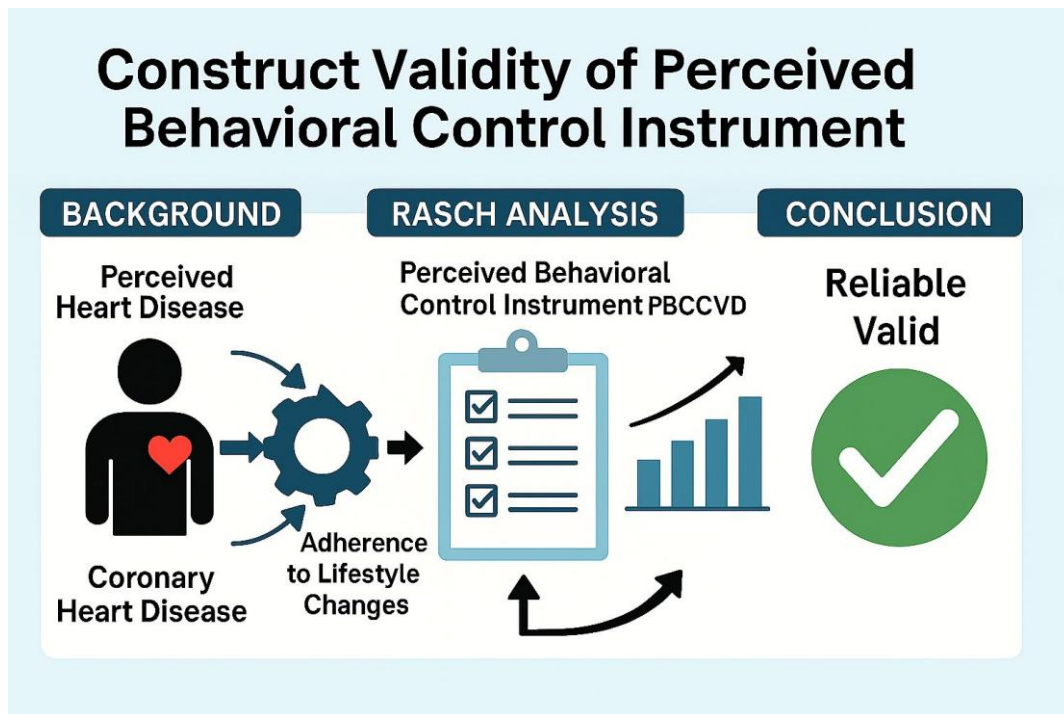 Construct Validity of Perceived
Behavioral Control Instrument
BACKGROUND
Perceived
Heart Disease
Coronary
Heart Disease
Adherence
to Lifestyle
Changes
RASCH ANALYSIS
Perceived Behavioral
Control Instrument PBCCVD
CONCLUSION
Reliable
Valid